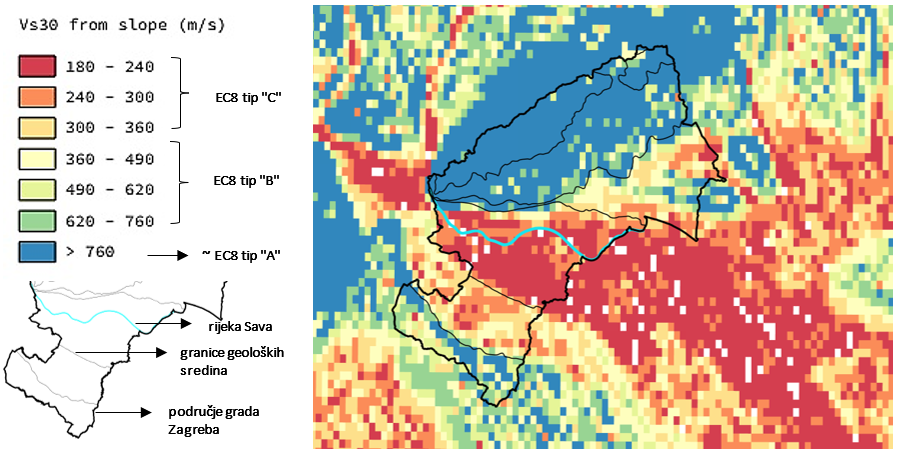 Vs30 from slope (m/s)
180 – 240
240 – 300
EC8 tip "C"
300 – 360
360 – 490
490 – 620
EC8 tip "B"
620 – 760
> 760
~ EC8 tip "A"
rijeka Sava
granice geoloških
sredina
područje grada
Zagreba